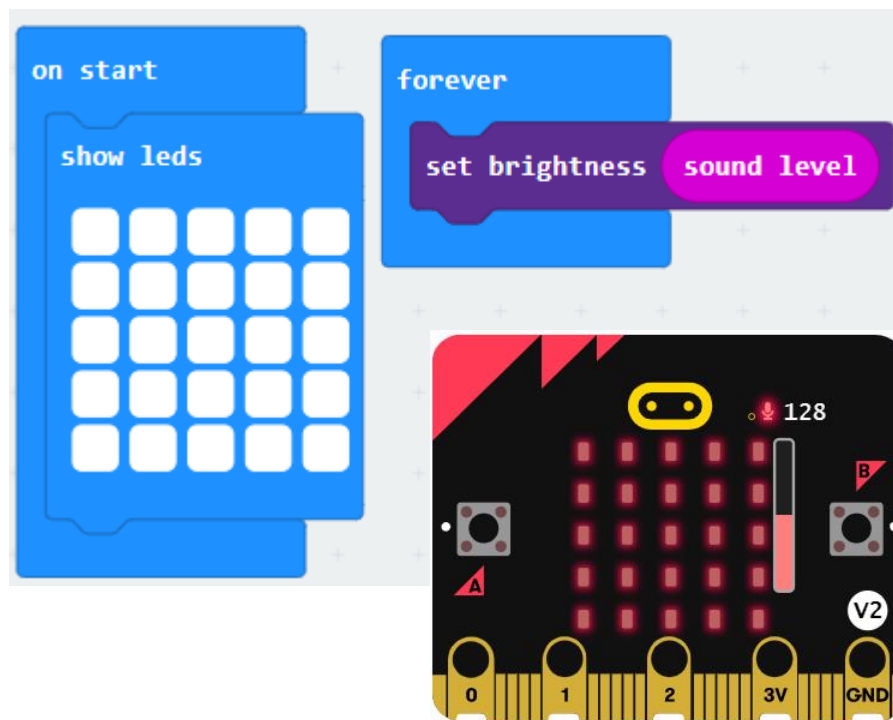 on start
show leds
forever
set brightness sound level
128
B
A
V2
0 1 2 3V GND